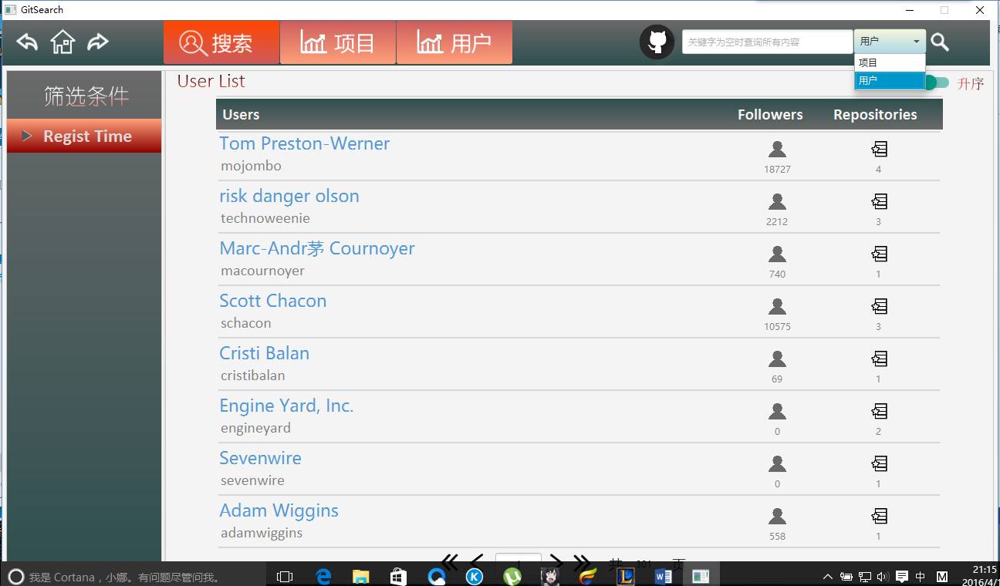 GitSearch
搜索
项目
用户
关键字为空时查询所有内容
用户
项目
用户
筛选条件
Regist Time
User List
升序
Users Followers Repositories
Tom Preston-Werner
mojombo
18727 4
risk danger olson
technoweenie
2212 3
Marc-Andr茅 Cournoyer
macournoyer
740 1
Scott Chacon
schacon
10575 3
Cristi Balan
cristibalan
69 1
Engine Yard, Inc.
engineyard
0 2
Sevenwire
sevenwire
0 1
Adam Wiggins
adamwiggins
558 1
共 301 页
我是 Cortana，小娜。有问题尽管问我。
中
M
21:15
2016/4/1